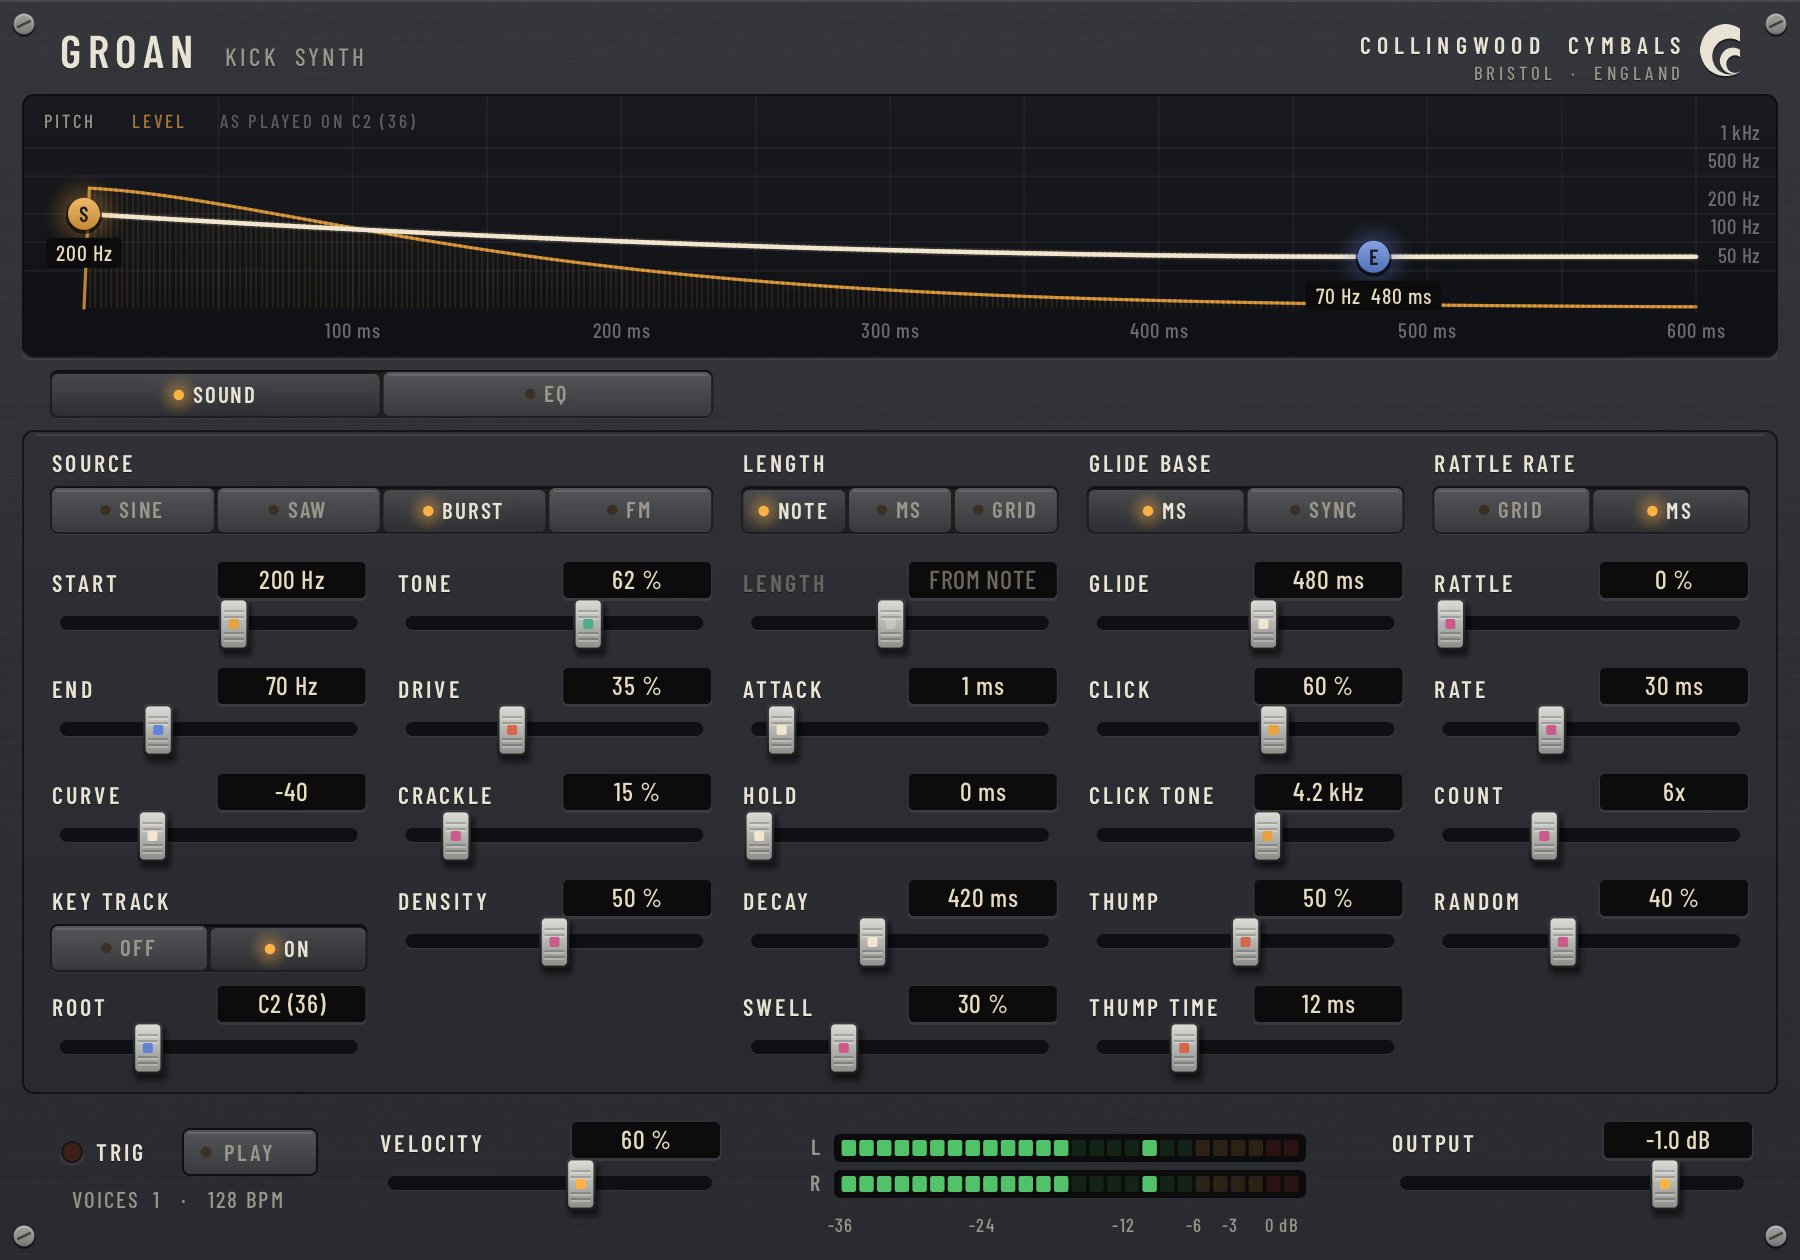 GROAN KICK SYNTH
COLLINGWOOD CYMBALS
BRISTOL · ENGLAND
PITCH LEVEL AS PLAYED ON C2 (36)
1 kHz
500 Hz
200 Hz
100 Hz
50 Hz
S
200 Hz
E
70 Hz 480 ms
100 ms 200 ms 300 ms 400 ms 500 ms 600 ms
SOUND EQ
SOURCE LENGTH GLIDE BASE RATTLE RATE
SINE SAW BURST FM NOTE MS GRID MS SYNC GRID MS
START 200 Hz TONE 62 % LENGTH FROM NOTE GLIDE 480 ms RATTLE 0 %
END 70 Hz DRIVE 35 % ATTACK 1 ms CLICK 60 % RATE 30 ms
CURVE -40 CRACKLE 15 % HOLD 0 ms CLICK TONE 4.2 kHz COUNT 6x
KEY TRACK DENSITY 50 % DECAY 420 ms THUMP 50 % RANDOM 40 %
OFF ON
ROOT C2 (36) SWELL 30 % THUMP TIME 12 ms
TRIG PLAY VELOCITY 60 % L OUTPUT -1.0 dB
R
VOICES 1 · 128 BPM
-36 -24 -12 -6 -3 0 dB